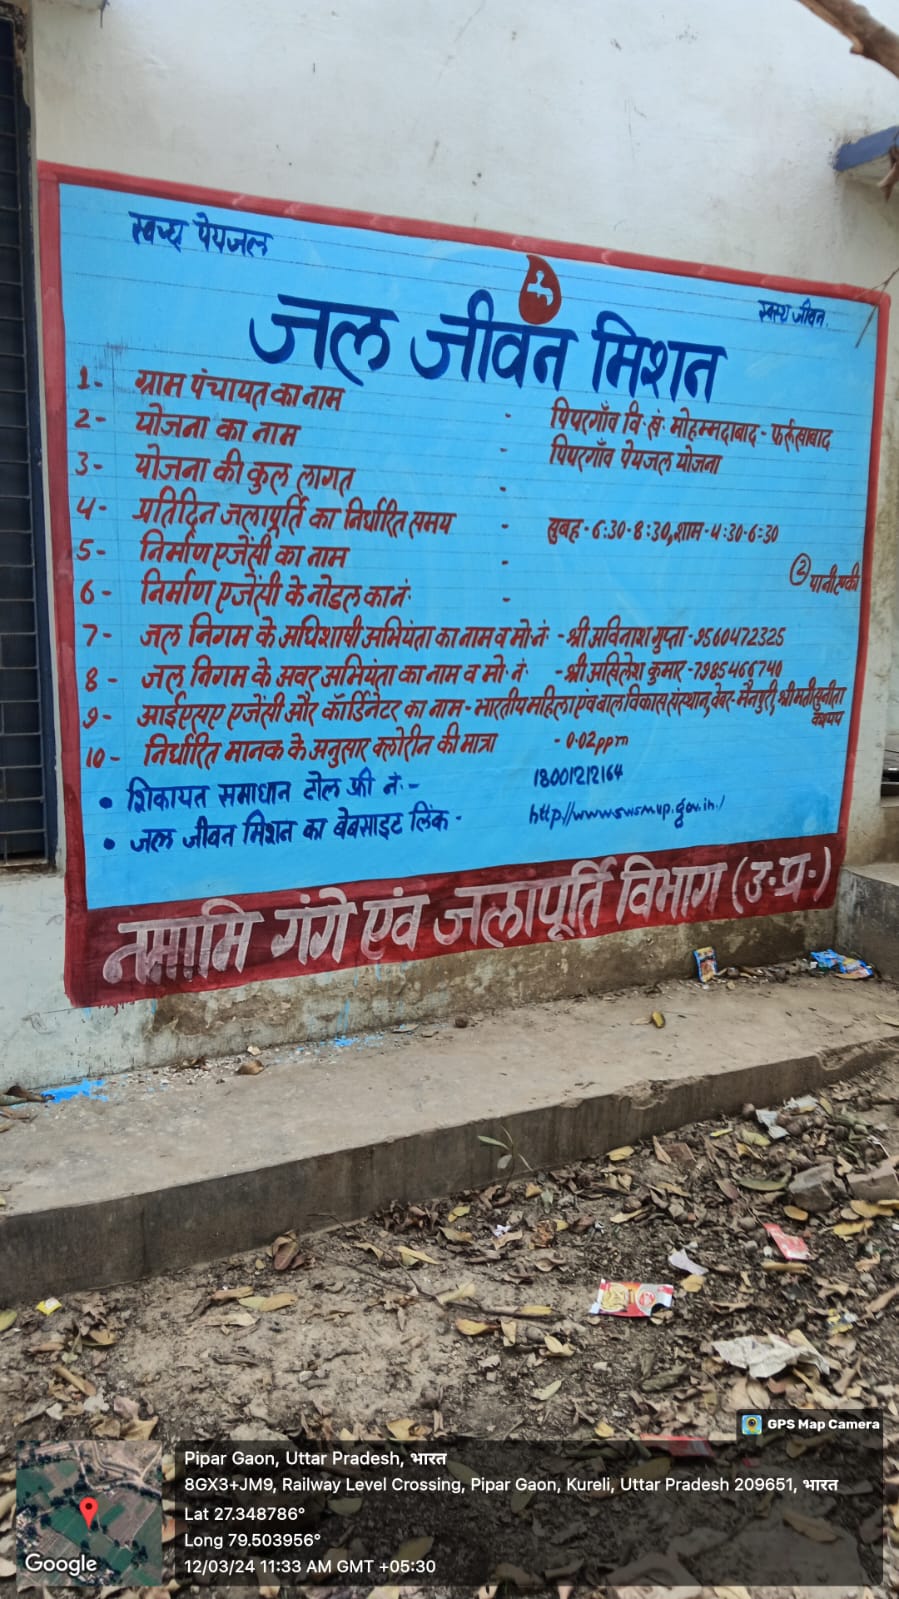 स्वच्छ पेयजल
स्वस्थ जीवन.
जल जीवन मिशन
1- ग्राम पंचायत का नाम - पिपरगाँव वि॰ खं॰ मोहम्मदाबाद - फर्रुखाबाद
2- योजना का नाम - पिपरगाँव पेयजल योजना
3- योजना की कुल लागत -
4- प्रतिदिन जलापूर्ति का निर्धारित समय - सुबह - 6:30-8:30, शाम - 4:30-6:30
5- निर्माण एजेंसी का नाम -
② पानी टंकी
6- निर्माण एजेंसी के नोडल का नं॰ -
7- जल निगम के अधिशाषी अभियंता का नाम व मो॰ नं॰ - श्री अविनाश गुप्ता - 9560472325
8- जल निगम के अवर अभियंता का नाम व मो॰ नं॰ - श्री अखिलेश कुमार - 7985466740
9- आईएसए एजेंसी और कॉर्डिनेटर का नाम - भारतीय महिला एंव बाल विकास संस्थान, बेवर - मैनपुरी, श्रीमती सुनीता
कश्यप
10- निर्धारित मानक के अनुसार क्लोरीन की मात्रा - 0.02ppm
• शिकायत समाधान टोल फ्री नं॰ - 18001212164
• जल जीवन मिशन का बेबसाइट लिंक - http://www.swsmup.gov.in./
नमामि गंगे एंव जलापूर्ति विभाग (उ॰प्र॰)
GPS Map Camera
Pipar Gaon, Uttar Pradesh, भारत
8GX3+JM9, Railway Level Crossing, Pipar Gaon, Kureli, Uttar Pradesh 209651, भारत
Lat 27.348786°
Long 79.503956°
12/03/24 11:33 AM GMT +05:30
Google